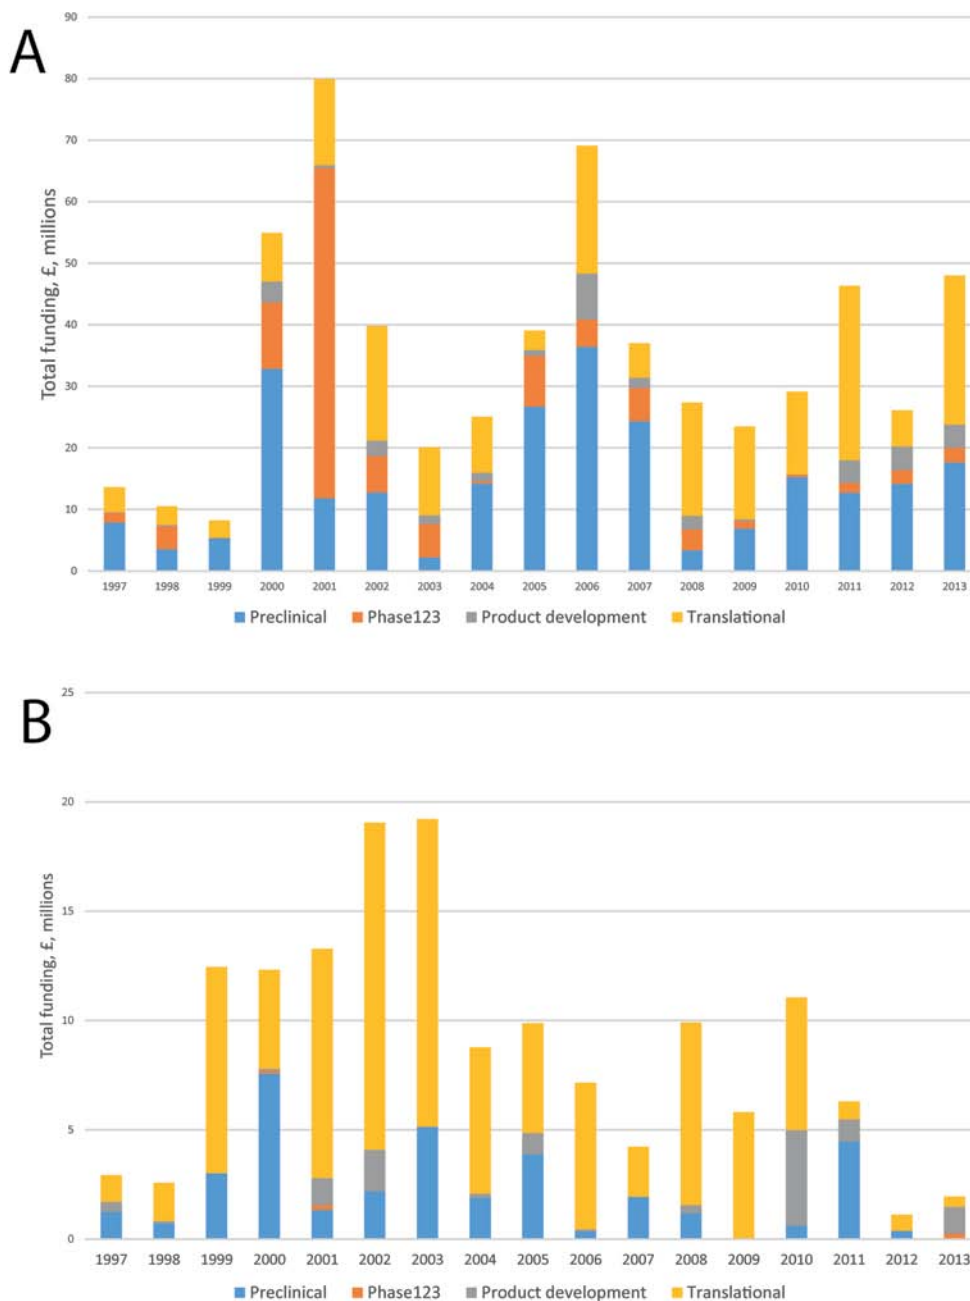 A
90
80
70
60
50
40
30
20
10
0
Total funding, £, millions
1997 1998 1999 2000 2001 2002 2003 2004 2005 2006 2007 2008 2009 2010 2011 2012 2013
Preclinical Phase123 Product development Translational
B
25
20
15
10
5
0
Total funding, £, millions
1997 1998 1999 2000 2001 2002 2003 2004 2005 2006 2007 2008 2009 2010 2011 2012 2013
Preclinical Phase123 Product development Translational